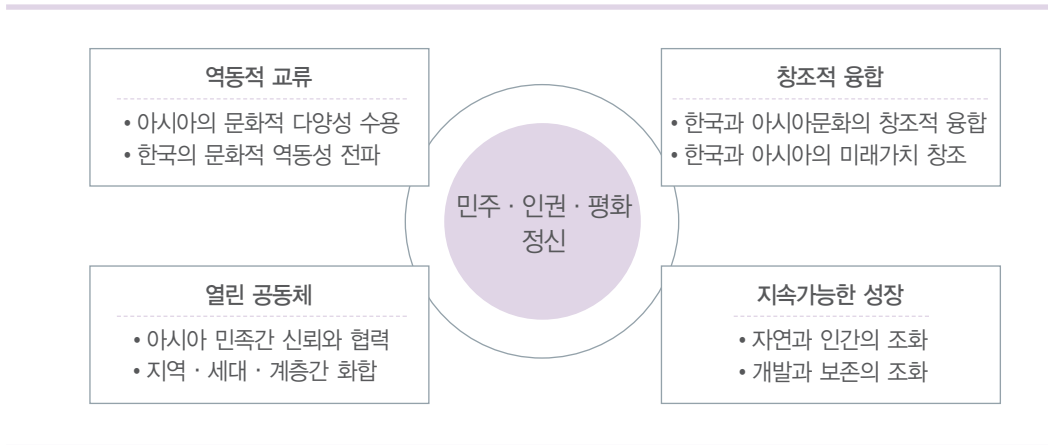 역동적 교류
• 아시아의 문화적 다양성 수용
• 한국의 문화적 역동성 전파
창조적 융합
• 한국과 아시아문화의 창조적 융합
• 한국과 아시아의 미래가치 창조
민주 · 인권 · 평화
정신
열린 공동체
• 아시아 민족간 신뢰와 협력
• 지역 · 세대 · 계층간 화합
지속가능한 성장
• 자연과 인간의 조화
• 개발과 보존의 조화